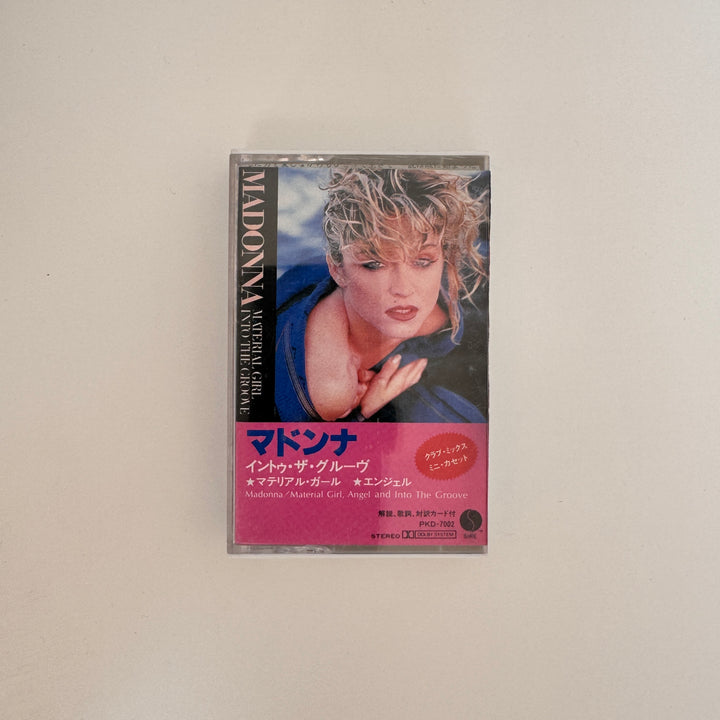 MADONNA
MATERIAL GIRL
INTO THE GROOVE
マドンナ
イントゥ・ザ・グルーヴ
★マテリアル・ガール ★エンジェル
Madonna/Material Girl, Angel and Into The Groove
クラブ・ミックス
ミニ・カセット
解説、歌詞、対訳カード付
PKD-7002
STEREO DOLBY SYSTEM
SIRE